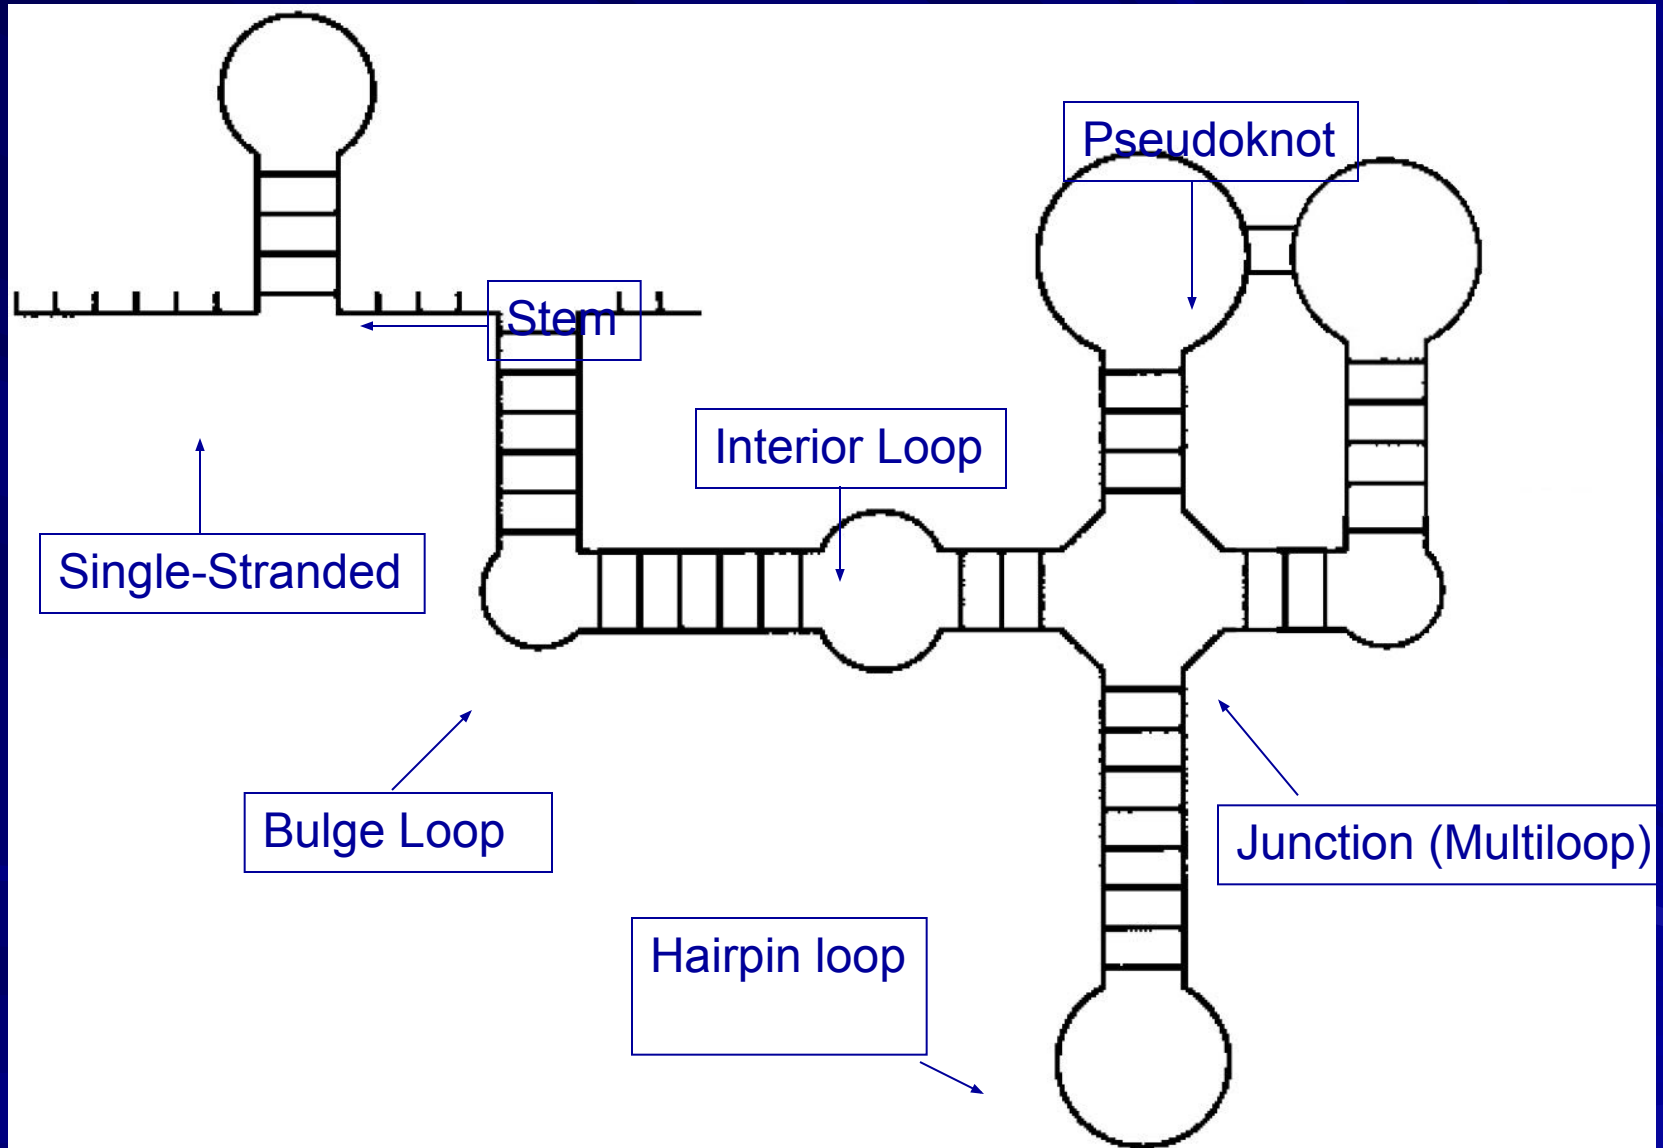 Pseudoknot
Stem
Interior Loop
Single-Stranded
Bulge Loop
Junction (Multiloop)
Hairpin loop